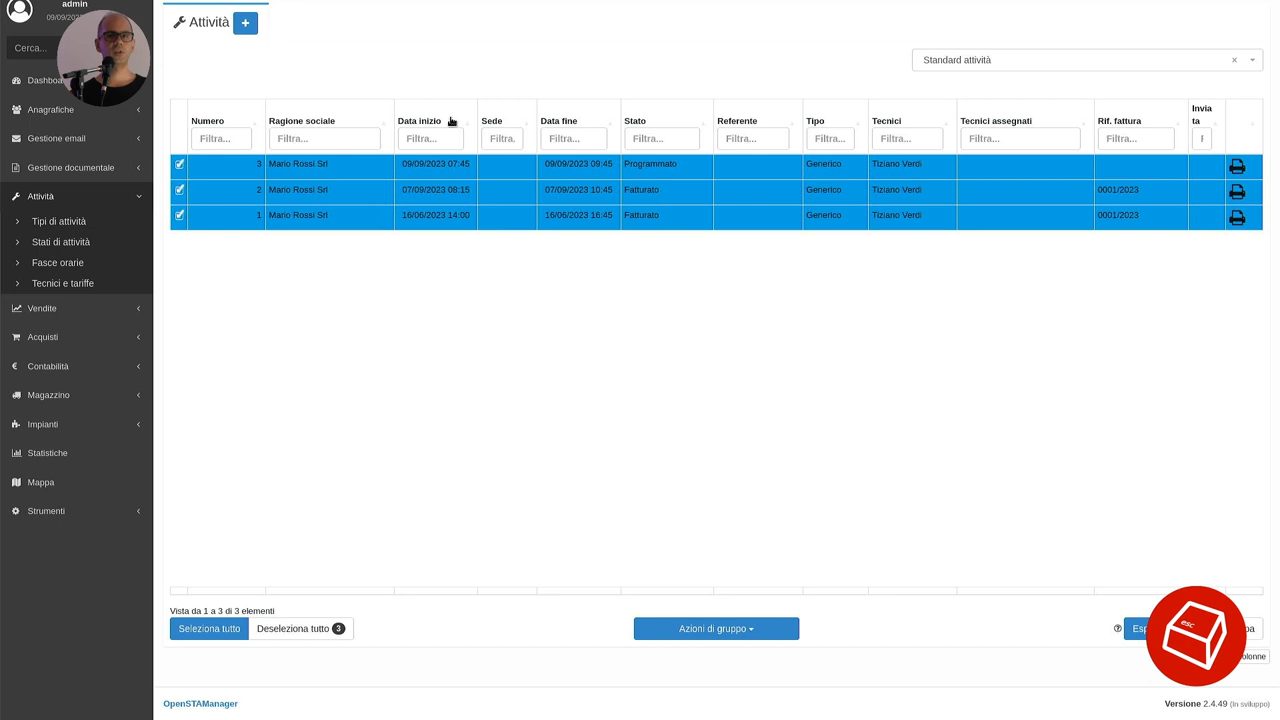 admin
09/09/202
Cerca...
Dashboa
Anagrafiche
Gestione email
Gestione documentale
Attività
Tipi di attività
Stati di attività
Fasce orarie
Tecnici e tariffe
Vendite
Acquisti
Contabilità
Magazzino
Impianti
Statistiche
Mappa
Strumenti
Attività +
Standard attività × 
Numero Ragione sociale Data inizio Sede Data fine Stato Referente Tipo Tecnici Tecnici assegnati Rif. fattura Invia
ta
Filtra... Filtra... Filtra... Filtra. Filtra... Filtra... Filtra... Filtra... Filtra... Filtra... Filtra... F
3 Mario Rossi Srl 09/09/2023 07:45 09/09/2023 09:45 Programmato Generico Tiziano Verdi
2 Mario Rossi Srl 07/09/2023 08:15 07/09/2023 10:45 Fatturato Generico Tiziano Verdi 0001/2023
1 Mario Rossi Srl 16/06/2023 14:00 16/06/2023 16:45 Fatturato Generico Tiziano Verdi 0001/2023
Vista da 1 a 3 di 3 elementi
Seleziona tutto Deseleziona tutto 3 Azioni di gruppo Esp pa
esc
olonne
OpenSTAManager Versione 2.4.49 (In sviluppo)